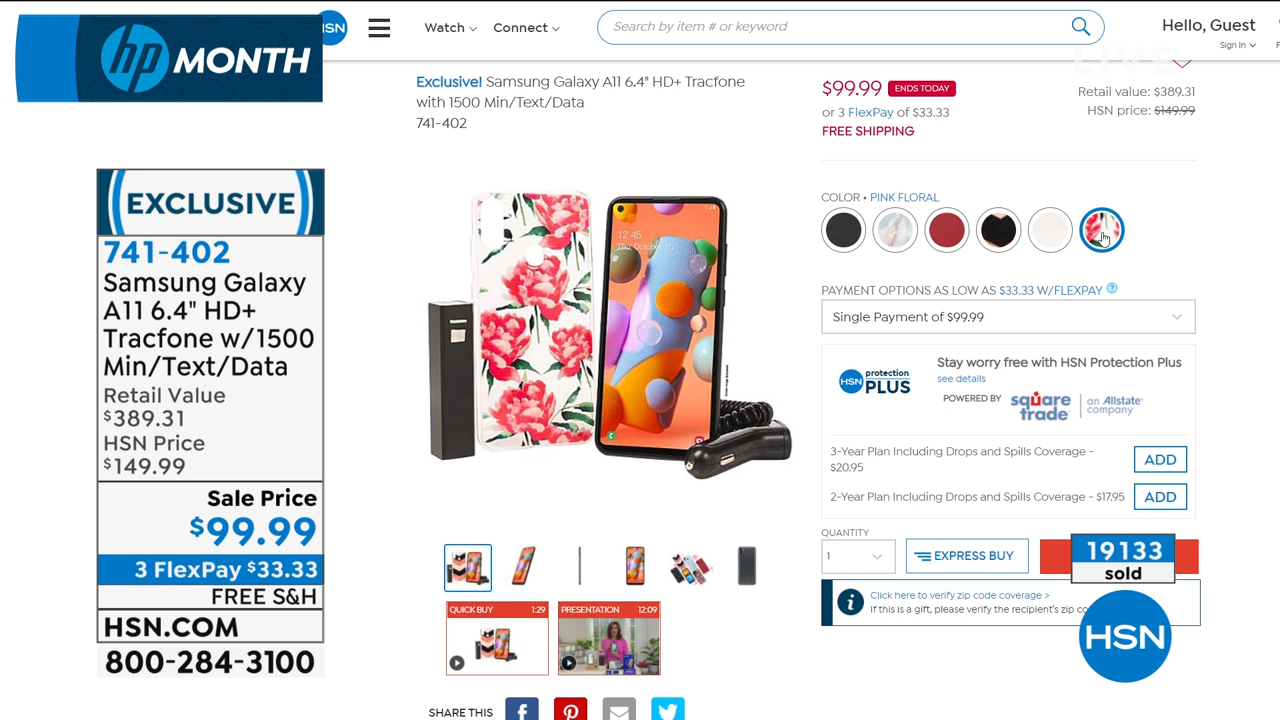 hp MONTH
HSN
Watch
Connect
Search by item # or keyword
Hello, Guest
Sign In
LIVE
EXCLUSIVE
741-402
Samsung Galaxy
A11 6.4" HD+
Tracfone w/1500
Min/Text/Data
Retail Value
$389.31
HSN Price
$149.99
Sale Price
$99.99
3 FlexPay $33.33
FREE S&H
HSN.COM
800-284-3100
Exclusive! Samsung Galaxy A11 6.4" HD+ Tracfone
with 1500 Min/Text/Data
741-402
12:45
Thu, October 15
QUICK BUY 1:29
PRESENTATION 12:09
SHARE THIS
$99.99 ENDS TODAY
or 3 FlexPay of $33.33
FREE SHIPPING
Retail value: $389.31
HSN price: $149.99
COLOR • PINK FLORAL
PAYMENT OPTIONS AS LOW AS $33.33 W/FLEXPAY ?
Single Payment of $99.99
HSN protection PLUS
Stay worry free with HSN Protection Plus
see details
POWERED BY square trade | an Allstate company
3-Year Plan Including Drops and Spills Coverage -
$20.95
ADD
2-Year Plan Including Drops and Spills Coverage - $17.95
ADD
QUANTITY
1
EXPRESS BUY
19133
sold
Click here to verify zip code coverage >
If this is a gift, please verify the recipient's zip co
HSN